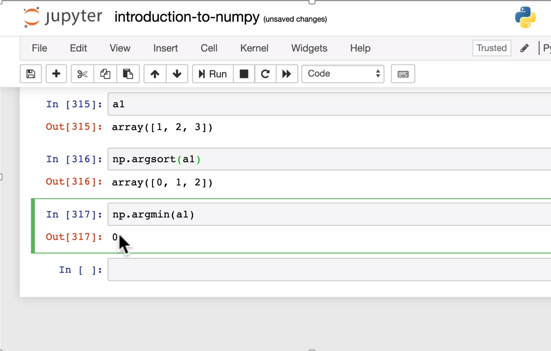 jupyter introduction-to-numpy (unsaved changes)
File Edit View Insert Cell Kernel Widgets Help Trusted
Run Code
In [315]: a1
Out[315]: array([1, 2, 3])
In [316]: np.argsort(a1)
Out[316]: array([0, 1, 2])
In [317]: np.argmin(a1)
Out[317]: 0
In [ ]: